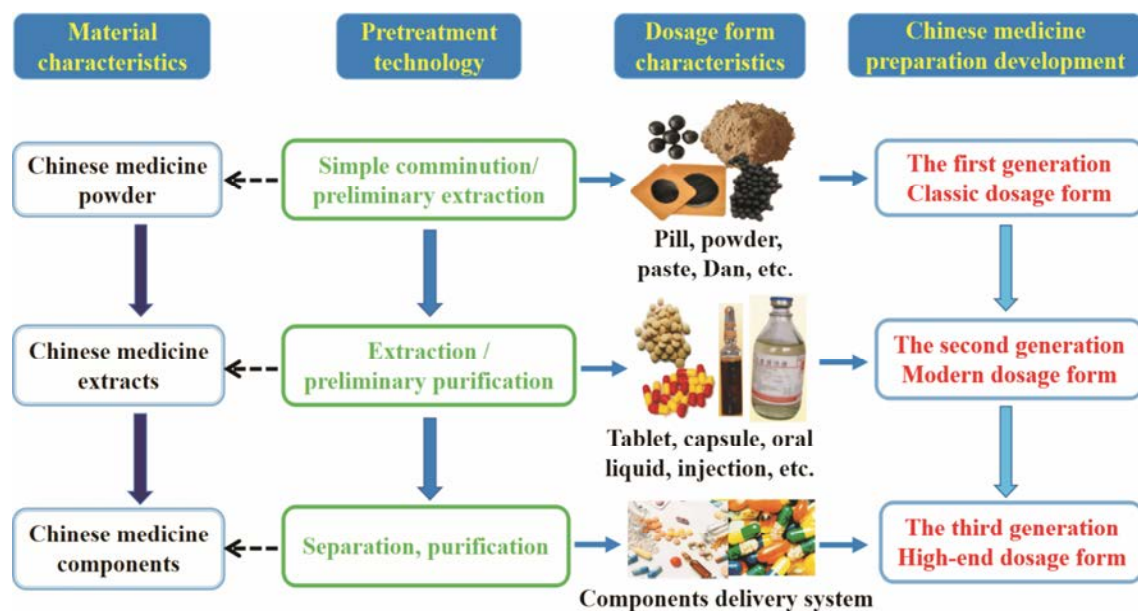 Material
characteristics
Pretreatment
technology
Dosage form
characteristics
Chinese medicine
preparation development
Chinese medicine
powder
Simple comminution/
preliminary extraction
Pill, powder,
paste, Dan, etc.
The first generation
Classic dosage form
Chinese medicine
extracts
Extraction /
preliminary purification
Tablet, capsule, oral
liquid, injection, etc.
The second generation
Modern dosage form
Chinese medicine
components
Separation, purification
Components delivery system
The third generation
High-end dosage form